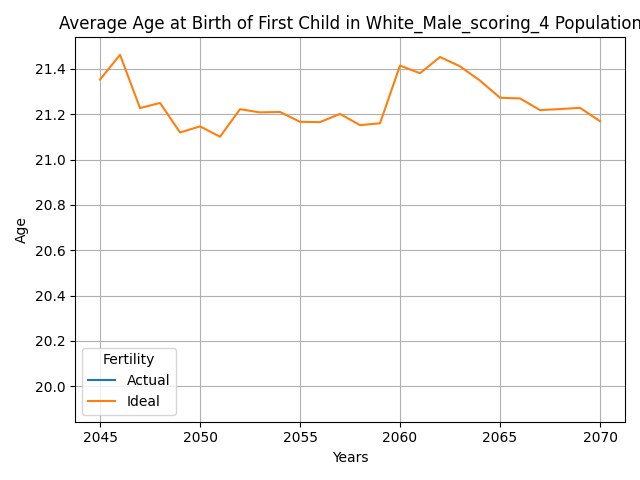 Average Age at Birth of First Child in White_Male_scoring_4 Population
21.4
21.2
21.0
20.8
20.6
20.4
20.2
20.0
Age
Fertility
Actual
Ideal
2045 2050 2055 2060 2065 2070
Years